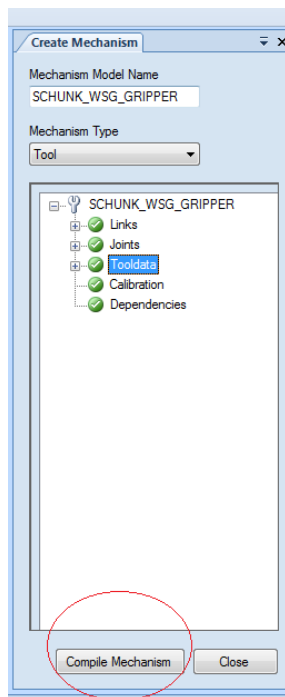 Create Mechanism
Mechanism Model Name
SCHUNK_WSG_GRIPPER
Mechanism Type
Tool
SCHUNK_WSG_GRIPPER
Links
Joints
Tooldata
Calibration
Dependencies
Compile Mechanism Close